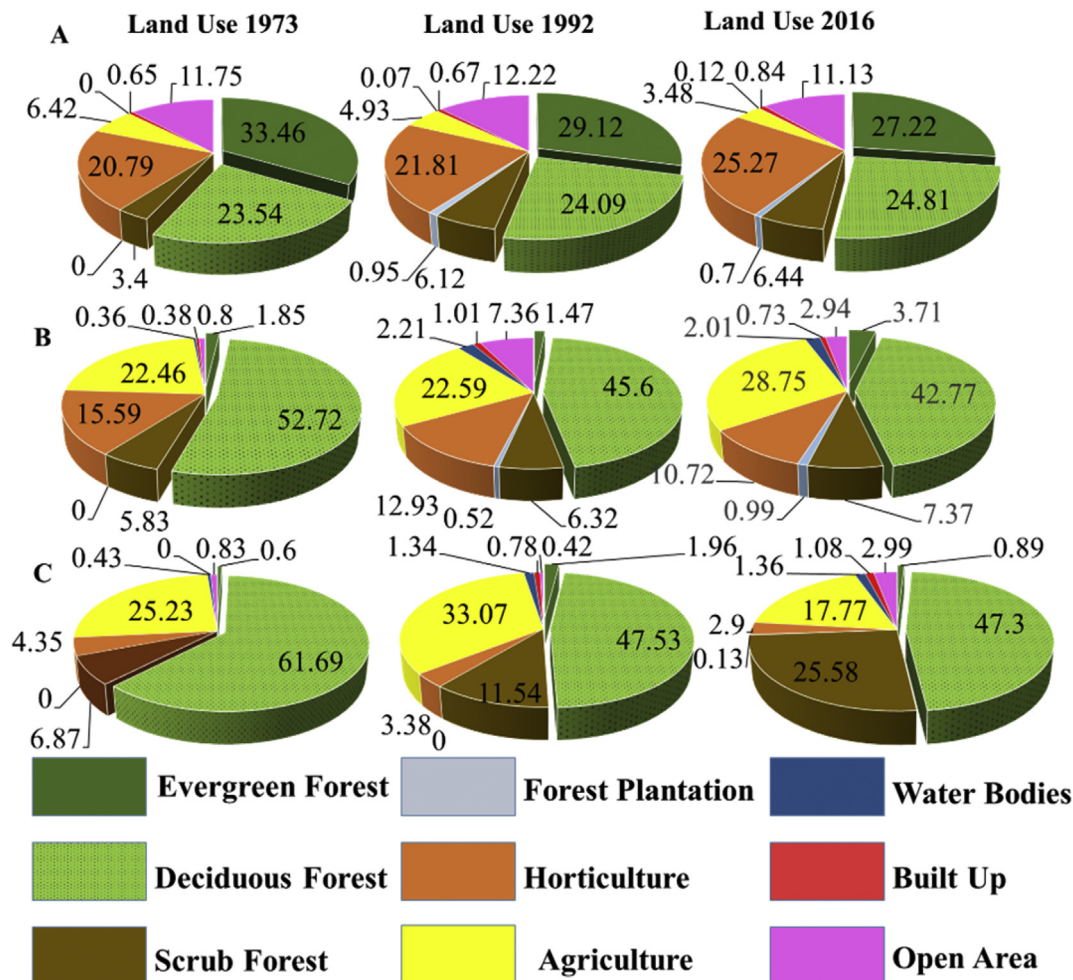 A Land Use 1973 Land Use 1992 Land Use 2016
0 0.65 11.75 0.07 0.67 12.22 0.12 0.84 11.13
6.42 4.93 3.48
33.46 29.12 27.22
20.79 21.81 25.27
23.54 24.09 24.81
0 3.4 0.95 6.12 0.7 6.44
B 0.36 0.38 0.8 1.85 2.21 1.01 7.36 1.47 2.01 0.73 2.94 3.71
22.46 22.59 28.75
15.59 52.72 45.6 42.77
0 5.83 12.93 0.52 6.32 10.72 0.99 7.37
C 0.43 0 0.83 0.6 1.34 0.78 0.42 1.96 1.36 1.08 2.99 0.89
25.23 33.07 17.77
4.35 61.69 47.53 2.9 47.3
0 11.54 0.13 25.58
6.87 3.38 0
Evergreen Forest Forest Plantation Water Bodies
Deciduous Forest Horticulture Built Up
Scrub Forest Agriculture Open Area